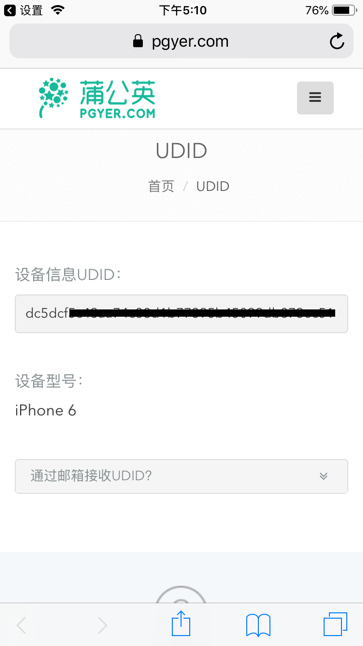 设置 下午5:10 76%
pgyer.com
蒲公英
PGYER.COM
UDID
首页 / UDID
设备信息UDID：
dc5dcf
设备型号：
iPhone 6
通过邮箱接收UDID?